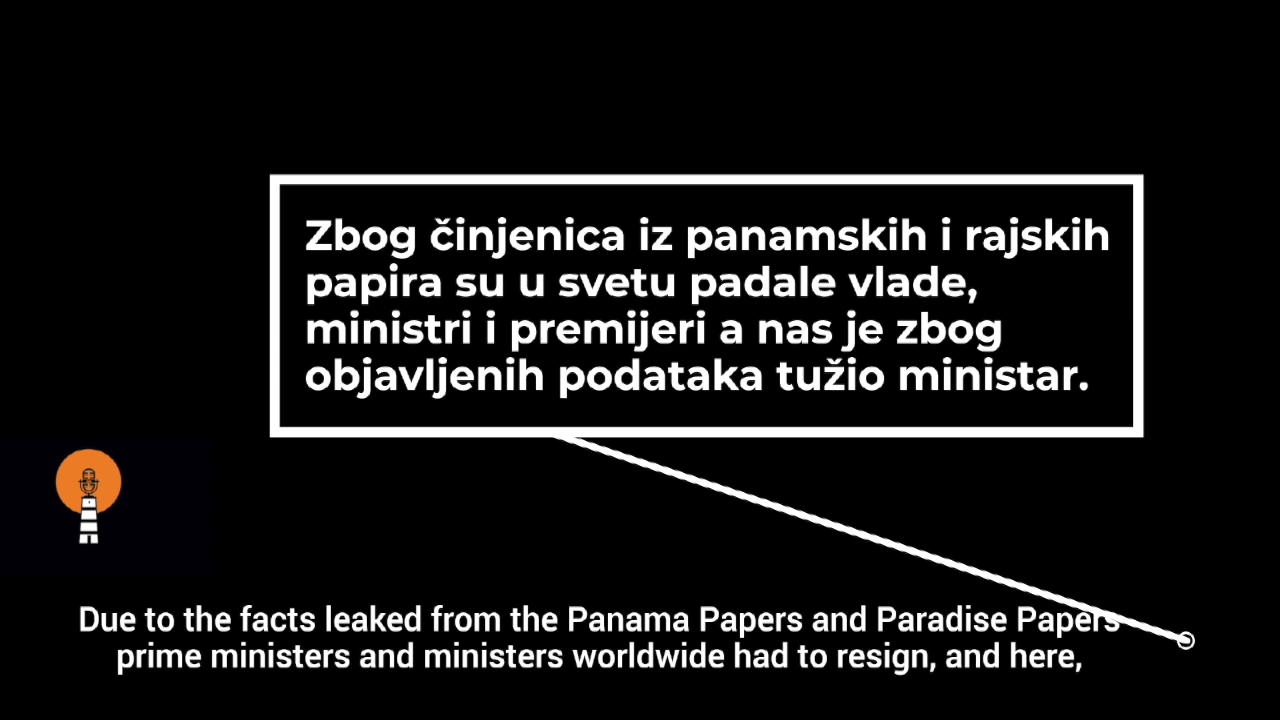 Zbog činjenica iz panamskih i rajskih
papira su u svetu padale vlade,
ministri i premijeri a nas je zbog
objavljenih podataka tužio ministar.
Due to the facts leaked from the Panama Papers and Paradise Papers
prime ministers and ministers worldwide had to resign, and here,